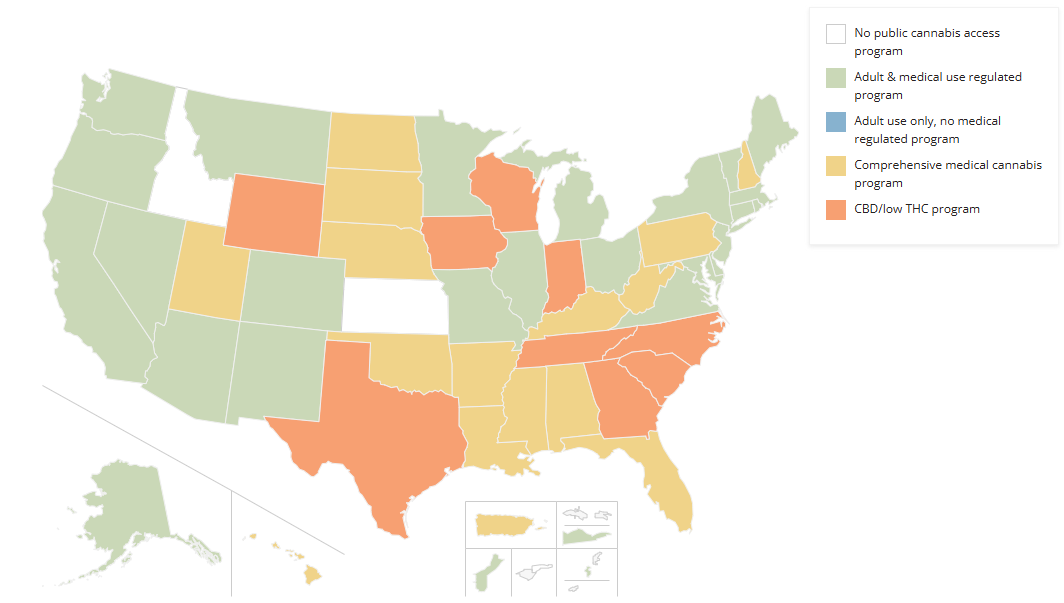 No public cannabis access
program
Adult & medical use regulated
program
Adult use only, no medical
regulated program
Comprehensive medical cannabis
program
CBD/low THC program